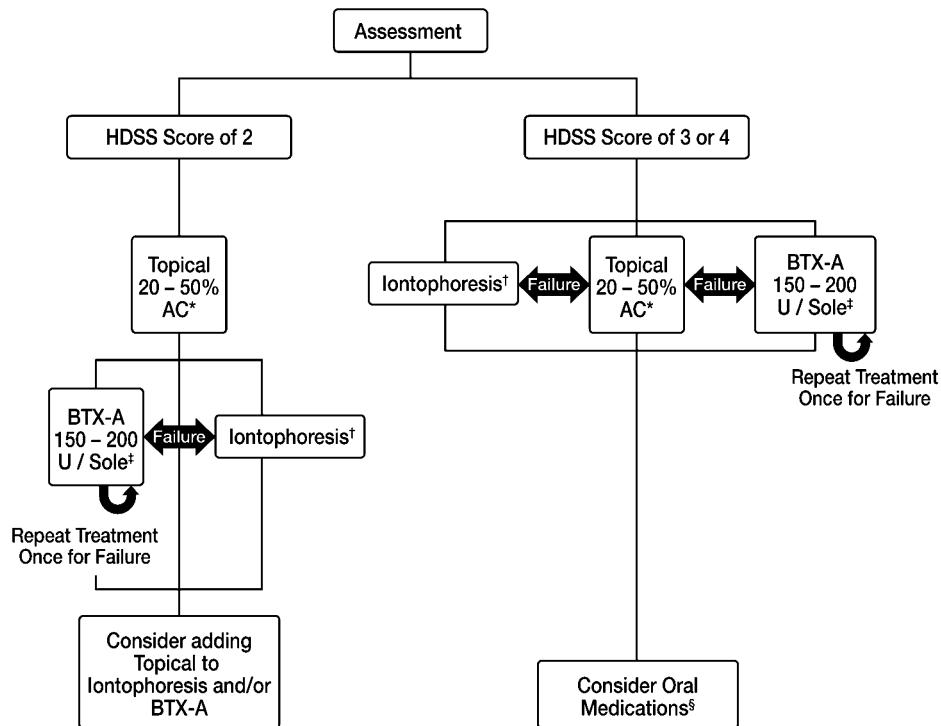 Assessment
HDSS Score of 2
HDSS Score of 3 or 4
Topical
20 – 50%
AC*
Iontophoresis†
Failure
Topical
20 – 50%
AC*
Failure
BTX-A
150 – 200
U / Sole‡
Repeat Treatment
Once for Failure
BTX-A
150 – 200
U / Sole‡
Failure
Iontophoresis†
Repeat Treatment
Once for Failure
Consider adding
Topical to
Iontophoresis and/or
BTX-A
Consider Oral
Medications§